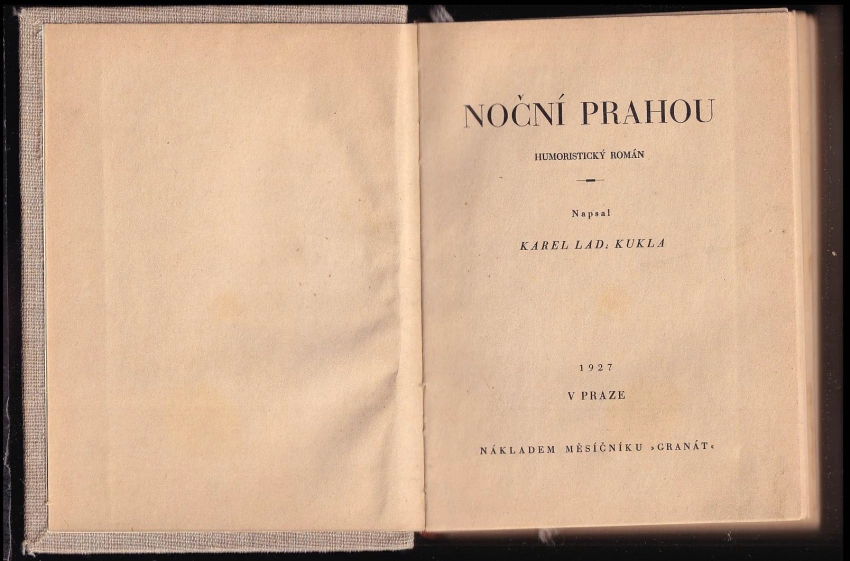 NOČNÍ PRAHOU
HUMORISTICKÝ ROMÁN
Napsal
KAREL LAD. KUKLA
1927
V PRAZE
NÁKLADEM MĚSÍČNÍKU »GRANÁT«